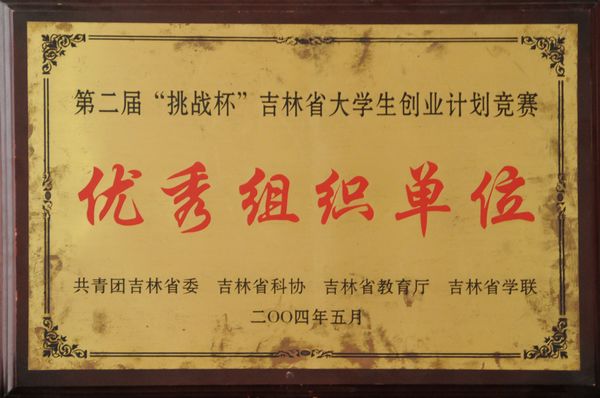 第二届“挑战杯”吉林省大学生创业计划竞赛
优秀组织单位
共青团吉林省委 吉林省科协 吉林省教育厅 吉林省学联
二OO四年五月